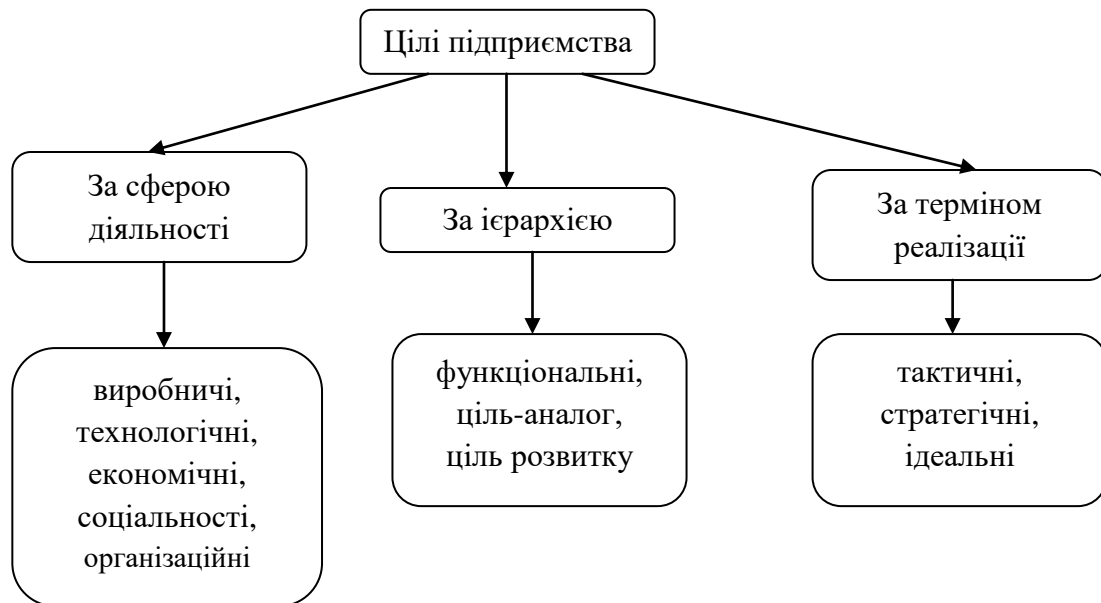 Цілі підприємства
За сферою
діяльності
За ієрархією
За терміном
реалізації
виробничі,
технологічні,
економічні,
соціальності,
організаційні
функціональні,
ціль-аналог,
ціль розвитку
тактичні,
стратегічні,
ідеальні